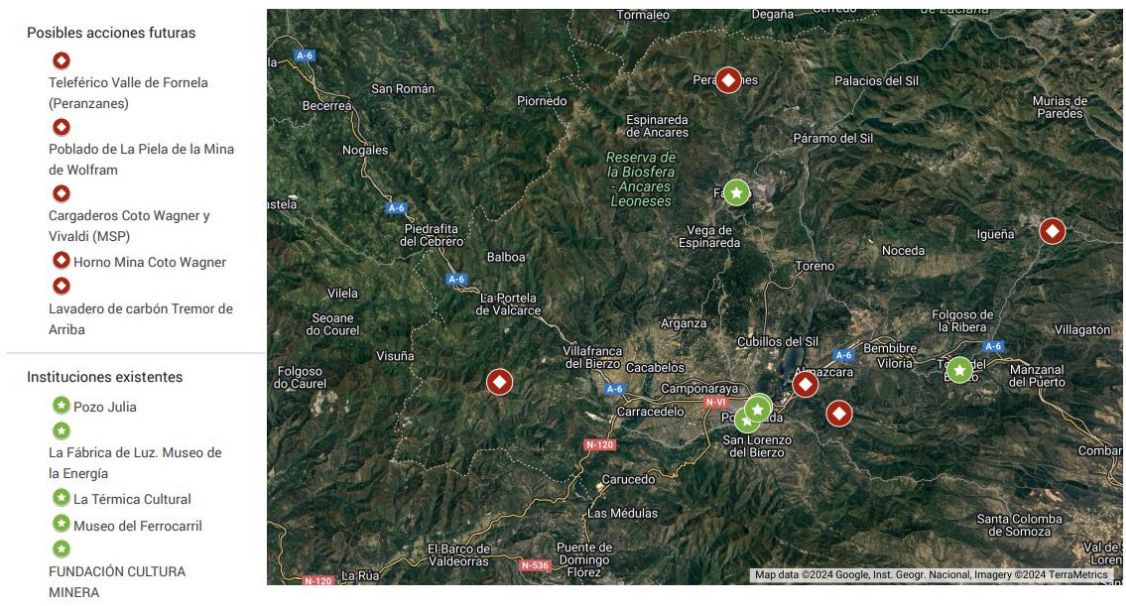 Posibles acciones futuras
Teleférico Valle de Fornela
(Peranzanes)
Poblado de La Piela de la Mina
de Wolfram
Cargaderos Coto Wagner y
Vivaldi (MSP)
Horno Mina Coto Wagner
Lavadero de carbón Tremor de
Arriba
Instituciones existentes
Pozo Julia
La Fábrica de Luz. Museo de
la Energía
La Térmica Cultural
Museo del Ferrocarril
FUNDACIÓN CULTURA
MINERA
Tormaleo
Degaña
A-6
San Román
Becerreá
Piornedo
Palacios del Sil
Murias de
Paredes
Espinareda
de Ancares
Páramo del Sil
Nogales
Reserva de
la Biosfera
- Ancares
Leoneses
A-6
Piedrafita
del Cebrero
Vega de
Espinareda
Igüeña
Noceda
Balboa
Toreno
A-6
Vilela
La Portela
de Valcarce
Seoane
do Courel
Arganza
Folgoso de
la Ribera
Villagatón
Cubillos del Sil
A-6
Bembibre
A-6
Visuña
Villafranca
del Bierzo
Cacabelos
Viloria
Manzanal
del Puerto
Folgoso
do Caurel
A-6
Camponaraya
N-VI
Carracedelo
San Lorenzo
del Bierzo
N-120
Carucedo
Las Médulas
Santa Colomba
de Somoza
El Barco de
Valdeorras
Puente de
Domingo
Flórez
N-536
N-120
La Rúa
Map data ©2024 Google, Inst. Geogr. Nacional, Imagery ©2024 TerraMetrics